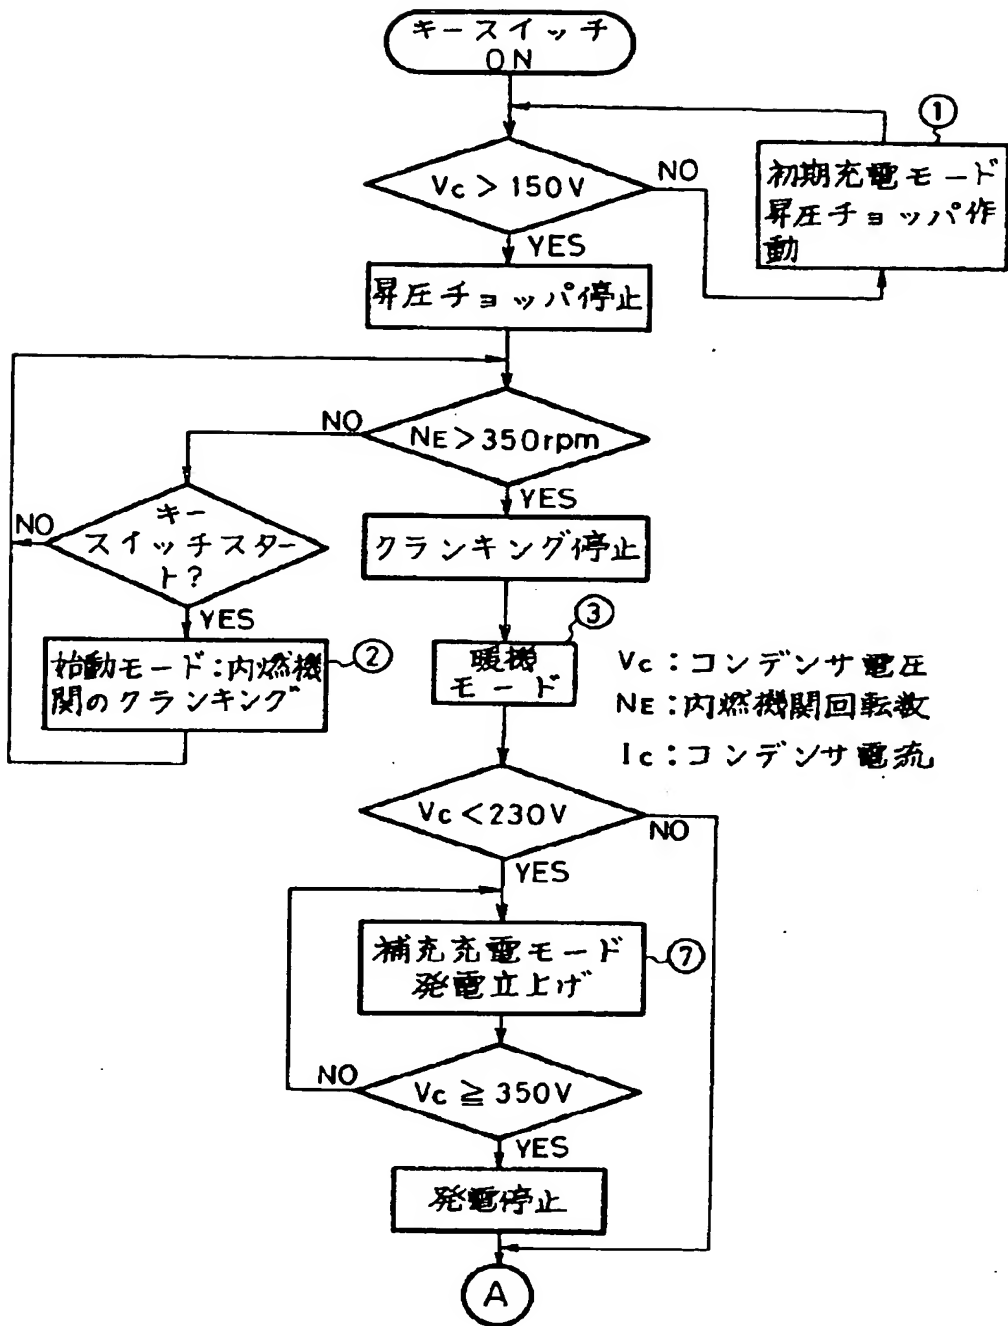 キースイッチ
ON
①
Vc > 150V
NO
初期充電モード
昇圧チョッパ作
動
YES
昇圧チョッパ停止
NO
NE > 350rpm
YES
キー
スイッチスター
ト?
NO
クランキング停止
YES
③
始動モード:内燃機
関のクランキング
②
暖機
モード
Vc:コンデンサ電圧
NE:内燃機関回転数
Ic:コンデンサ電流
Vc < 230V
NO
YES
補充充電モード
発電立上げ
⑦
NO
Vc ≧ 350V
YES
発電停止
A